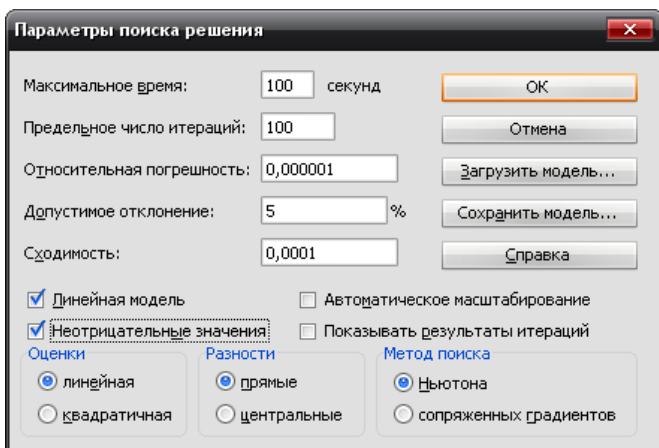 Параметры поиска решения
Максимальное время: 100 секунд
ОК
Предельное число итераций: 100
Отмена
Относительная погрешность: 0,000001
Загрузить модель...
Допустимое отклонение: 5 %
Сохранить модель...
Сходимость: 0,0001
Справка
Линейная модель
Автоматическое масштабирование
Неотрицательные значения
Показывать результаты итераций
Оценки
линейная
квадратичная
Разности
прямые
центральные
Метод поиска
Ньютона
сопряженных градиентов